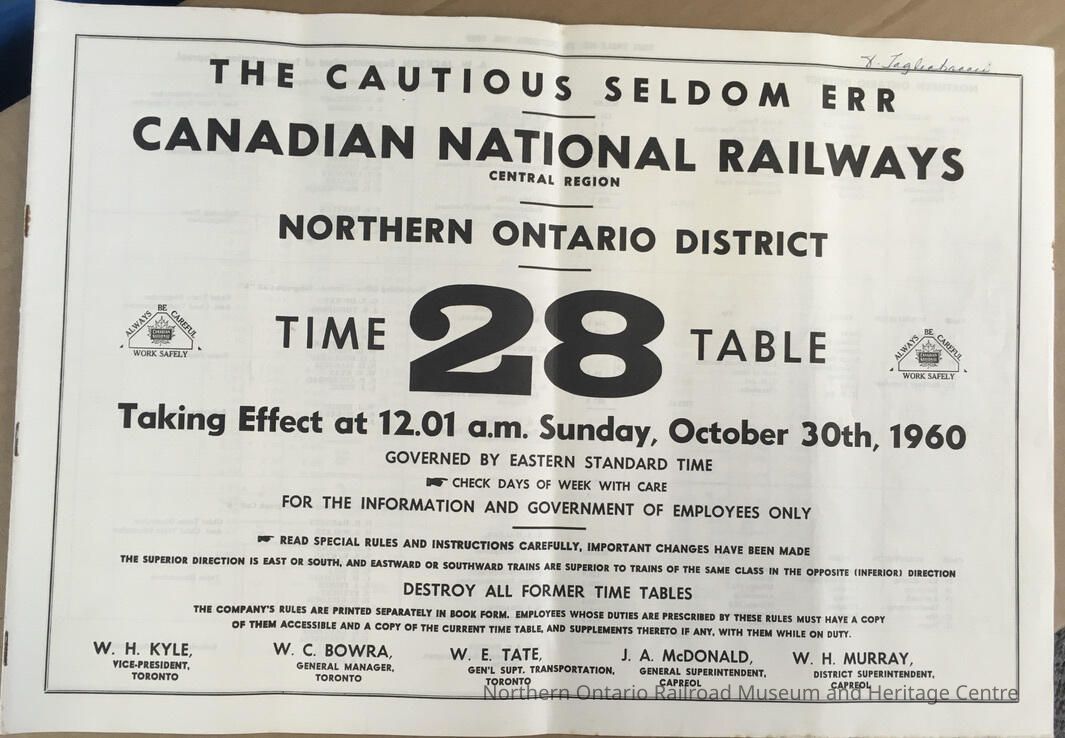 H. Tagliabacci
THE CAUTIOUS SELDOM ERR
CANADIAN NATIONAL RAILWAYS
CENTRAL REGION
NORTHERN ONTARIO DISTRICT
ALWAYS BE CAREFUL
CANADIAN NATIONAL
WORK SAFELY
TIME 28 TABLE
ALWAYS BE CAREFUL
CANADIAN NATIONAL
WORK SAFELY
Taking Effect at 12.01 a.m. Sunday, October 30th, 1960
GOVERNED BY EASTERN STANDARD TIME
☛ CHECK DAYS OF WEEK WITH CARE
FOR THE INFORMATION AND GOVERNMENT OF EMPLOYEES ONLY
☛ READ SPECIAL RULES AND INSTRUCTIONS CAREFULLY, IMPORTANT CHANGES HAVE BEEN MADE
THE SUPERIOR DIRECTION IS EAST OR SOUTH, AND EASTWARD OR SOUTHWARD TRAINS ARE SUPERIOR TO TRAINS OF THE SAME CLASS IN THE OPPOSITE (INFERIOR) DIRECTION
DESTROY ALL FORMER TIME TABLES
THE COMPANY'S RULES ARE PRINTED SEPARATELY IN BOOK FORM. EMPLOYEES WHOSE DUTIES ARE PRESCRIBED BY THESE RULES MUST HAVE A COPY
OF THEM ACCESSIBLE AND A COPY OF THE CURRENT TIME TABLE, AND SUPPLEMENTS THERETO IF ANY, WITH THEM WHILE ON DUTY.
W. H. KYLE,
VICE-PRESIDENT,
TORONTO
W. C. BOWRA,
GENERAL MANAGER,
TORONTO
W. E. TATE,
GEN'L SUPT. TRANSPORTATION,
TORONTO
J. A. McDONALD,
GENERAL SUPERINTENDENT,
CAPREOL
W. H. MURRAY,
DISTRICT SUPERINTENDENT,
CAPREOL
Northern Ontario Railroad Museum and Heritage Centre